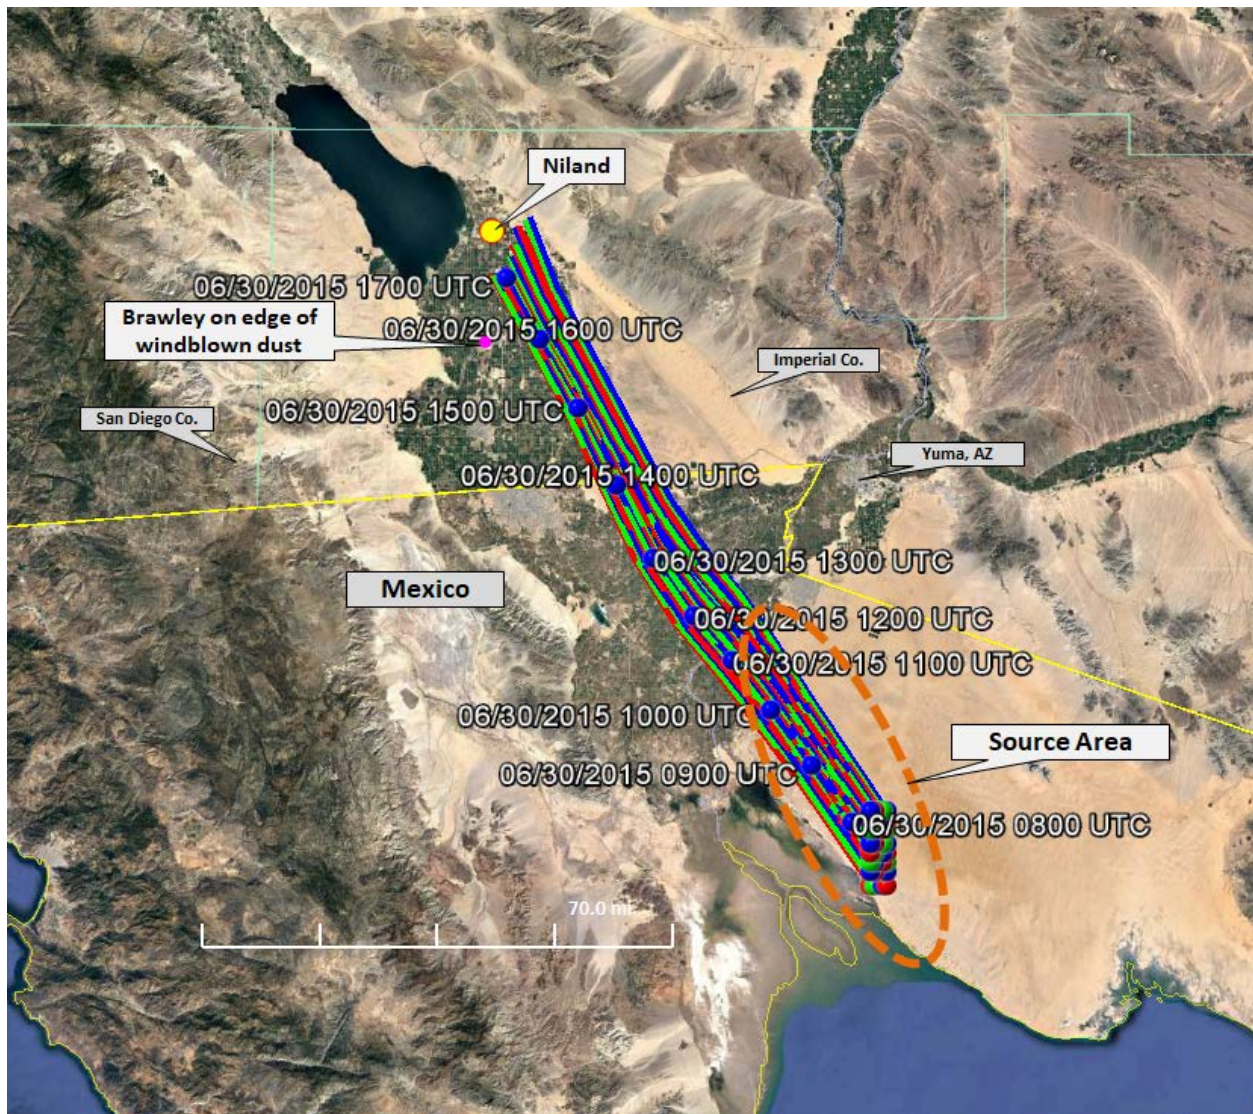 Niland
06/30/2015 1700 UTC
Brawley on edge of
windblown dust
06/30/2015 1600 UTC
Imperial Co.
San Diego Co.
06/30/2015 1500 UTC
Yuma, AZ
06/30/2015 1400 UTC
06/30/2015 1300 UTC
Mexico
06/30/2015 1200 UTC
06/30/2015 1100 UTC
06/30/2015 1000 UTC
Source Area
06/30/2015 0900 UTC
06/30/2015 0800 UTC
70.0 mi